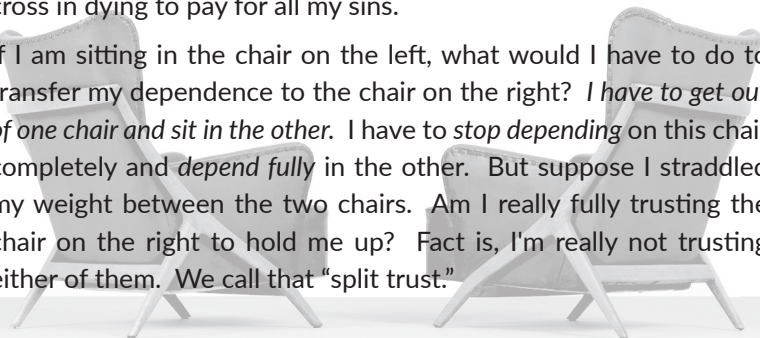 cross in dying to pay for all my sins.
If I am sitting in the chair on the left, what would I have to do to
transfer my dependence to the chair on the right? I have to get ou
of one chair and sit in the other. I have to stop depending on this chai
completely and depend fully in the other. But suppose I straddled
my weight between the two chairs. Am I really fully trusting the
chair on the right to hold me up? Fact is, I'm really not trusting
either of them. We call that “split trust.”